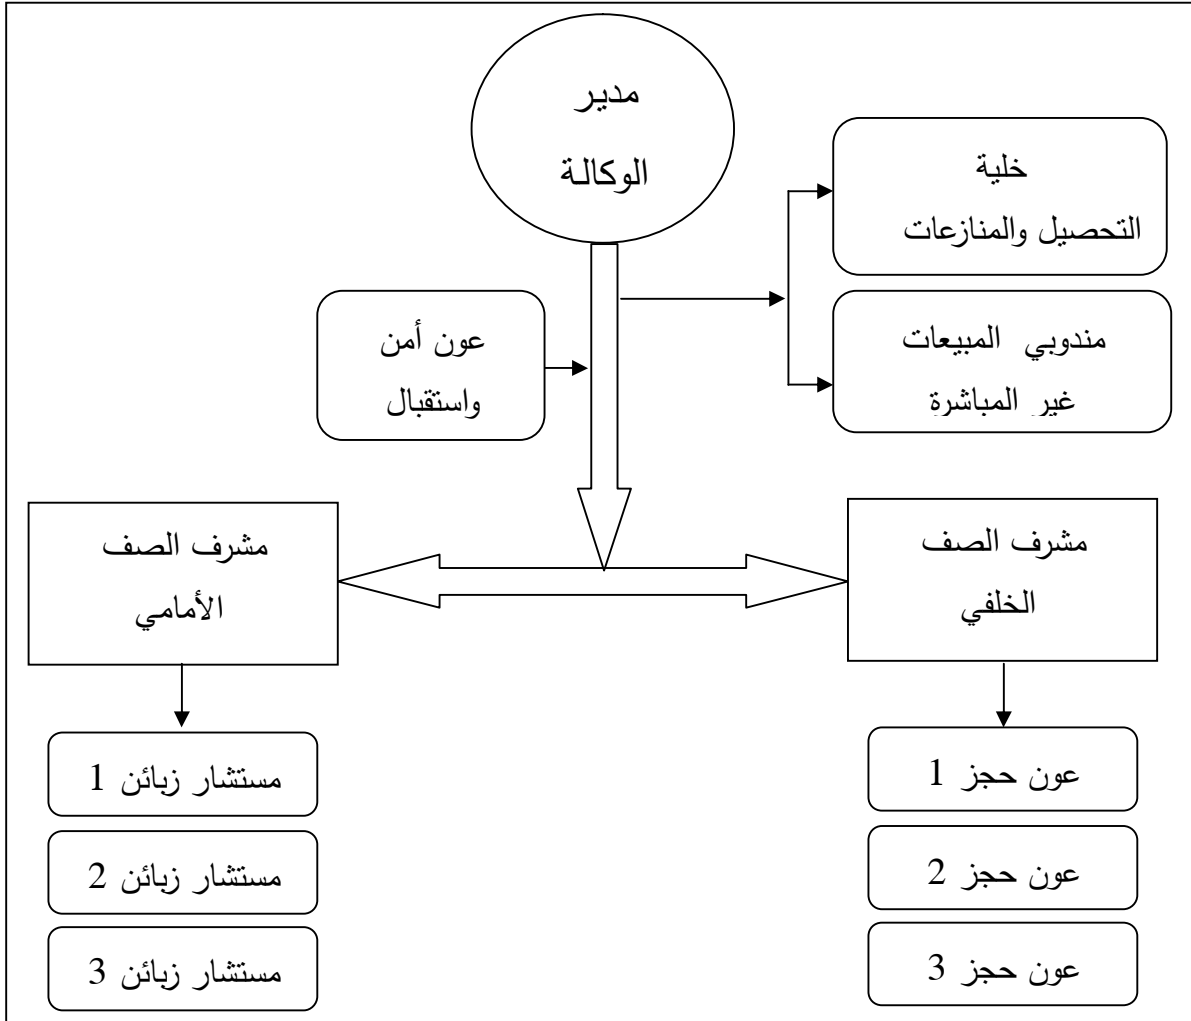 مدير
الوكالة
خلية
التحصيل والمنازعات
مندوبي المبيعات
غير المباشرة
عون أمن
واستقبال
مشرف الصف
الخلفي
مشرف الصف
الأمامي
عون حجز 1
عون حجز 2
عون حجز 3
مستشار زبائن 1
مستشار زبائن 2
مستشار زبائن 3